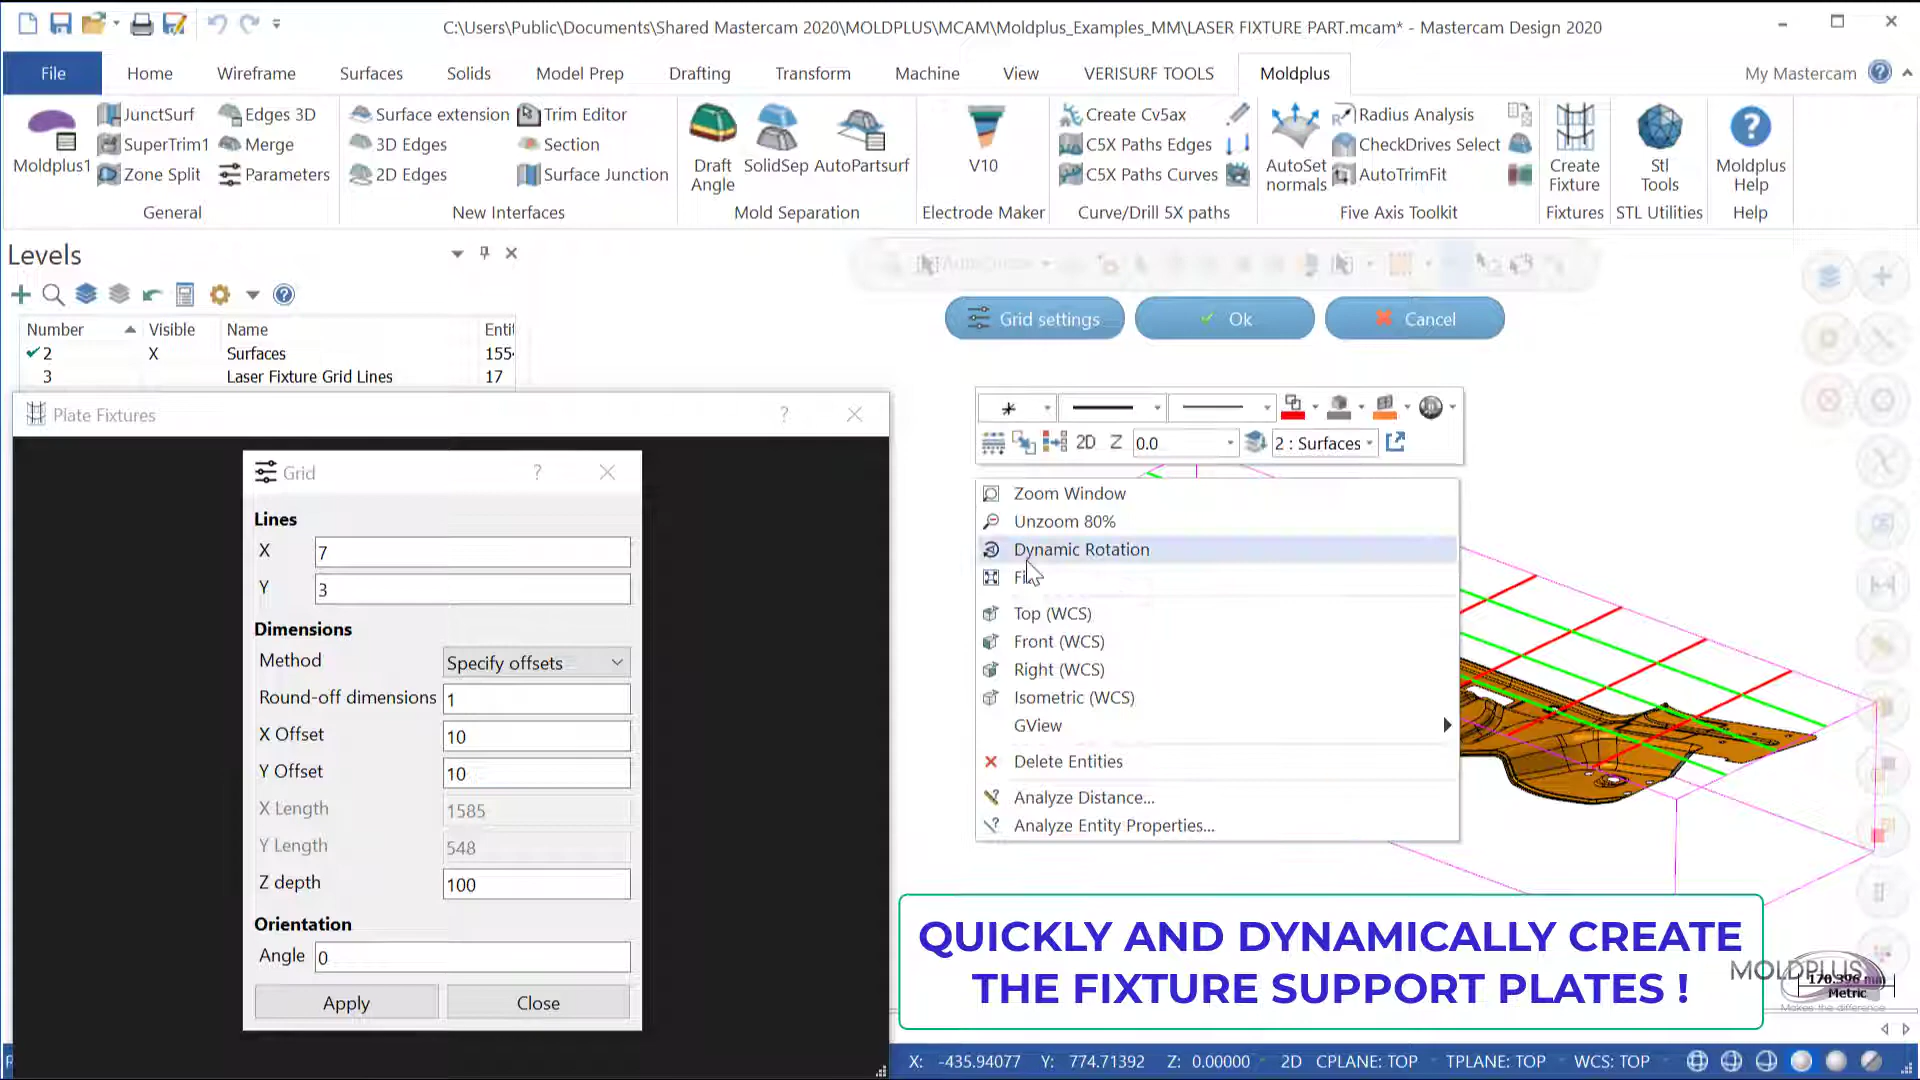 C:\Users\Public\Documents\Shared Mastercam 2020\MOLDPLUS\MCAM\Moldplus_Examples_MM\LASER FIXTURE PART.mcam* - Mastercam Design 2020
File Home Wireframe Surfaces Solids Model Prep Drafting Transform Machine View VERISURF TOOLS Moldplus My Mastercam
JunctSurf Edges 3D Surface extension Trim Editor Create Cv5ax Radius Analysis
SuperTrim1 Merge 3D Edges Section C5X Paths Edges CheckDrives Select
Moldplus1 Zone Split Parameters 2D Edges Surface Junction Draft Angle SolidSep AutoPartsurf V10 C5X Paths Curves AutoSet normals AutoTrimFit Create Fixture Stl Tools Moldplus Help
General New Interfaces Mold Separation Electrode Maker Curve/Drill 5X paths Five Axis Toolkit Fixtures STL Utilities Help
Levels
Number Visible Name Entit
2 X Surfaces 155
3 Laser Fixture Grid Lines 17
Grid settings Ok Cancel
Plate Fixtures ?
Grid ?
Lines
X 7
Y 3
Dimensions
Method Specify offsets
Round-off dimensions 1
X Offset 10
Y Offset 10
X Length 1585
Y Length 548
Z depth 100
Orientation
Angle 0
Apply Close
2D Z 0.0 2 : Surfaces
Zoom Window
Unzoom 80%
Dynamic Rotation
Top (WCS)
Front (WCS)
Right (WCS)
Isometric (WCS)
GView
Delete Entities
Analyze Distance...
Analyze Entity Properties...
QUICKLY AND DYNAMICALLY CREATE
THE FIXTURE SUPPORT PLATES !
MOLDPLUS
170.396 mm
Metric
Makes the difference
X: -435.94077 Y: 774.71392 Z: 0.00000 2D CPLANE: TOP TPLANE: TOP WCS: TOP